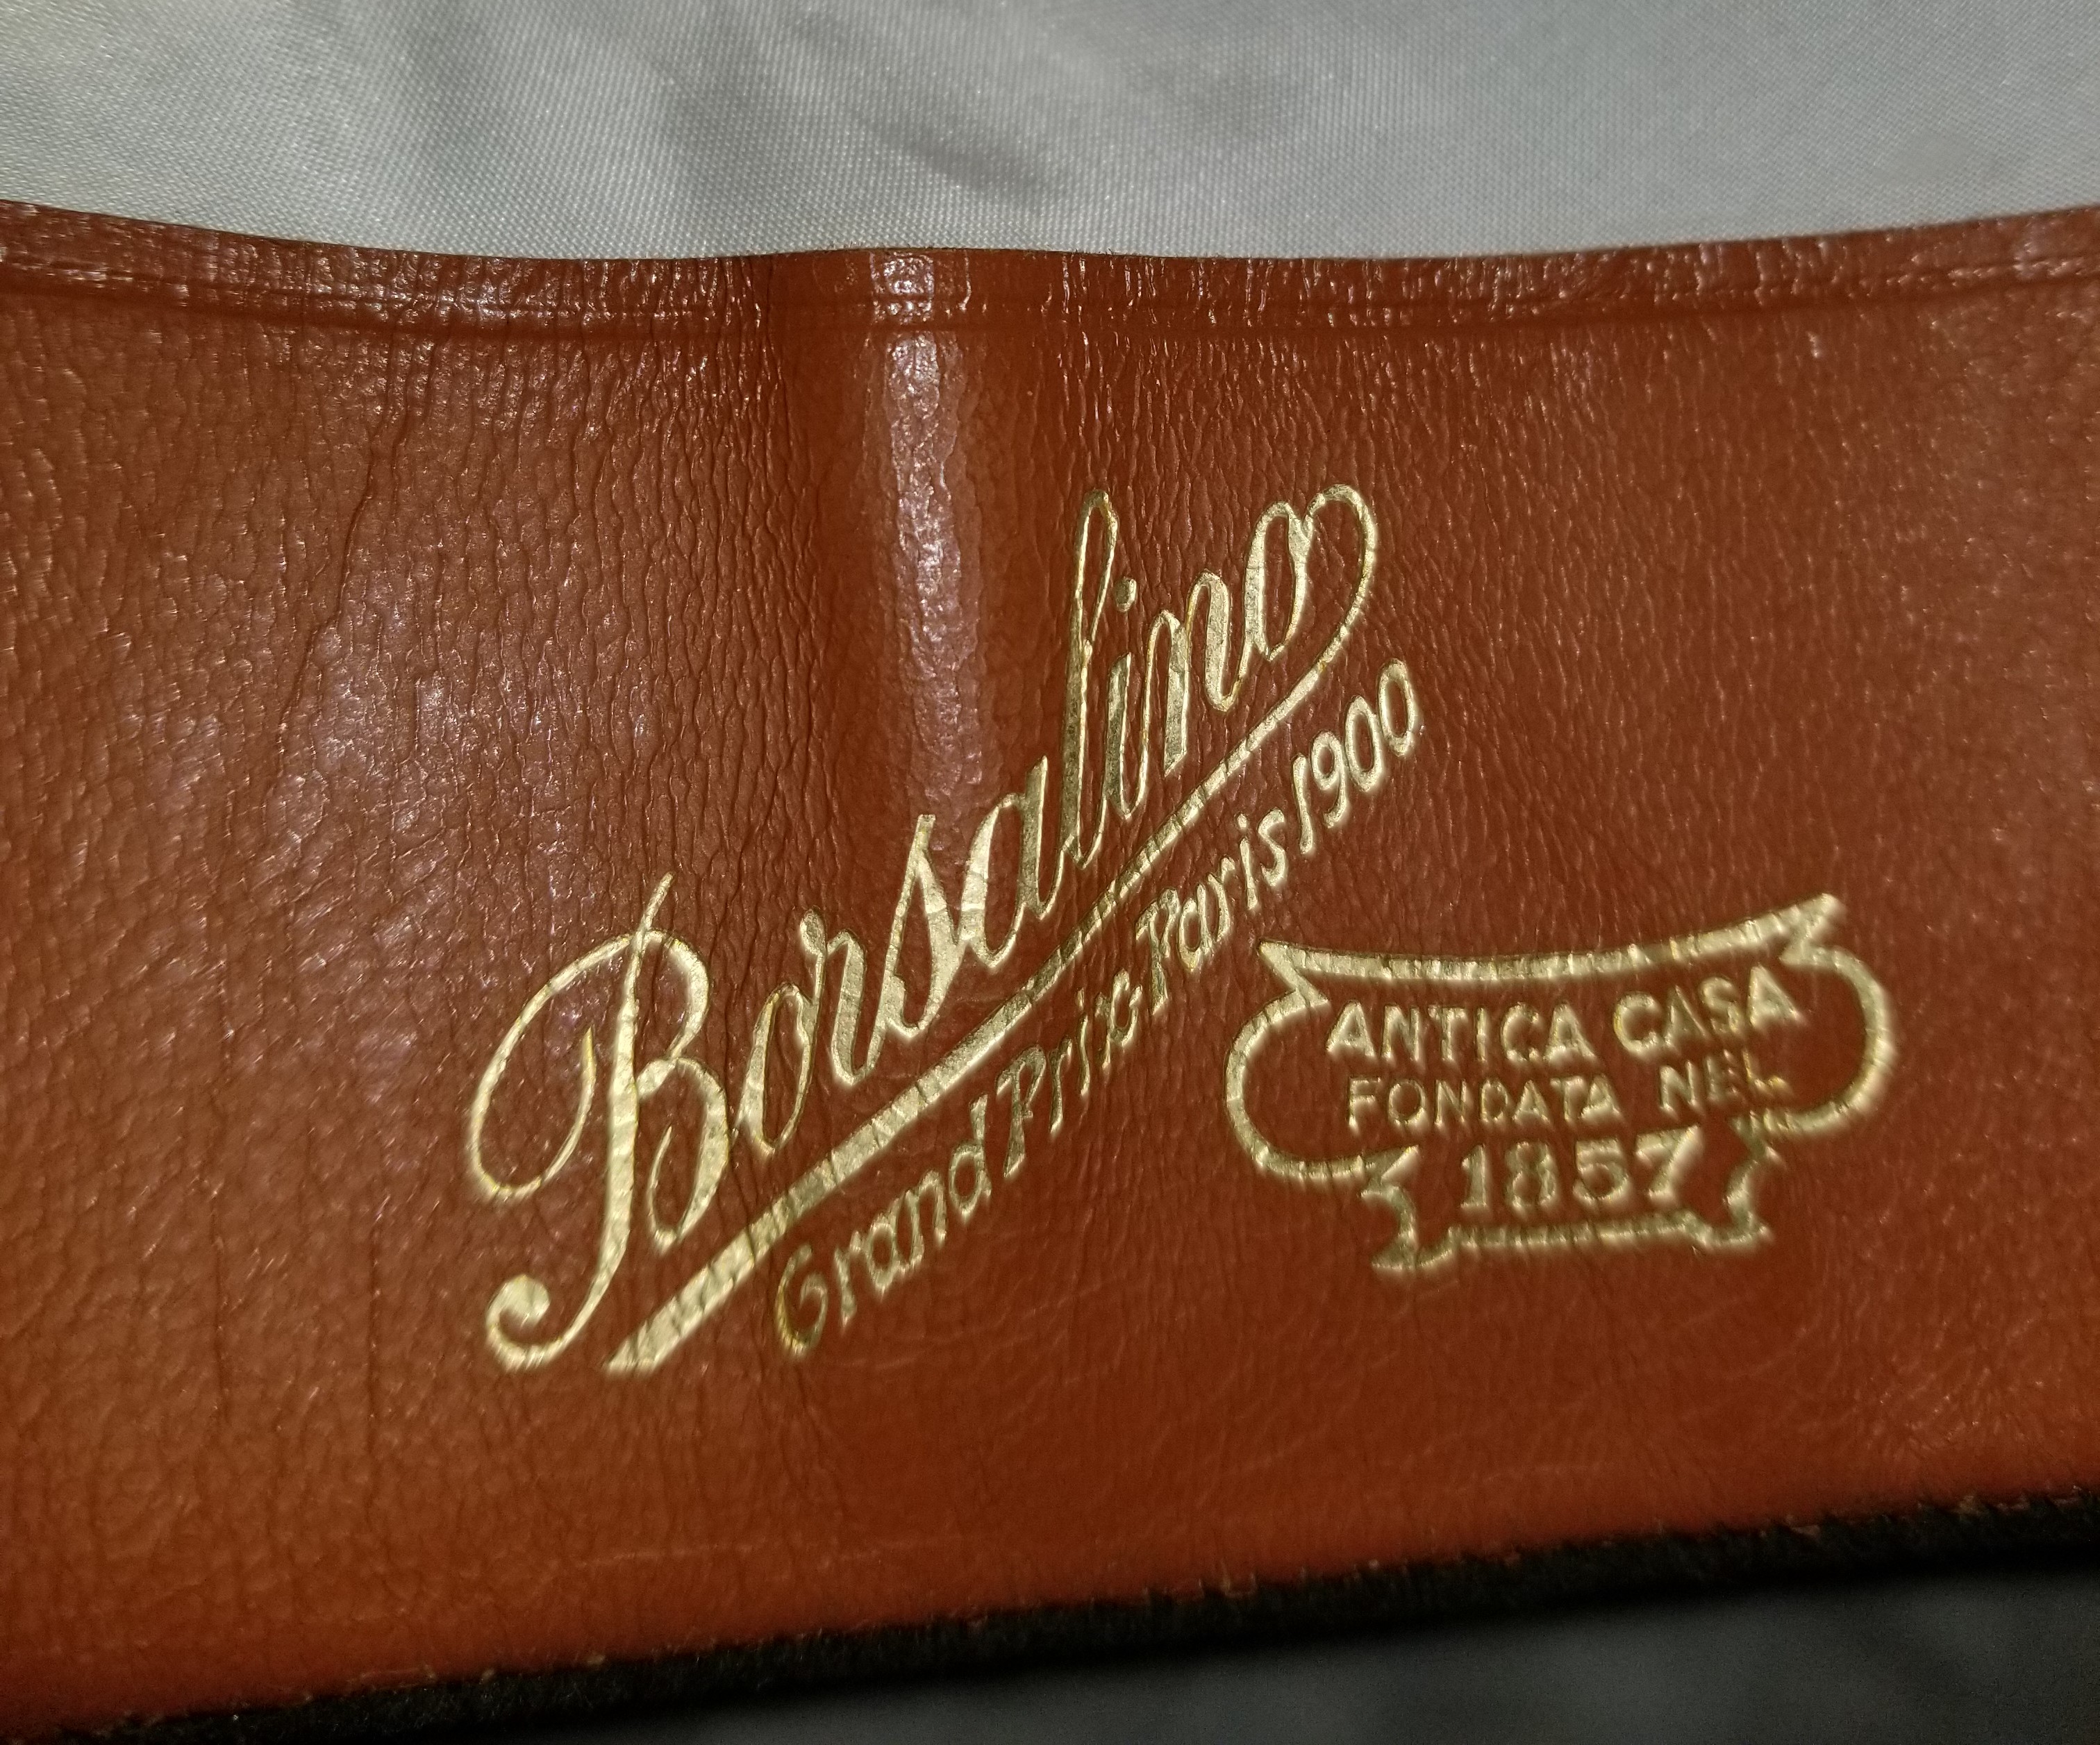 Borsalino
Grand Prix Paris 1900
ANTICA CASA
FONDATA NEL
1857